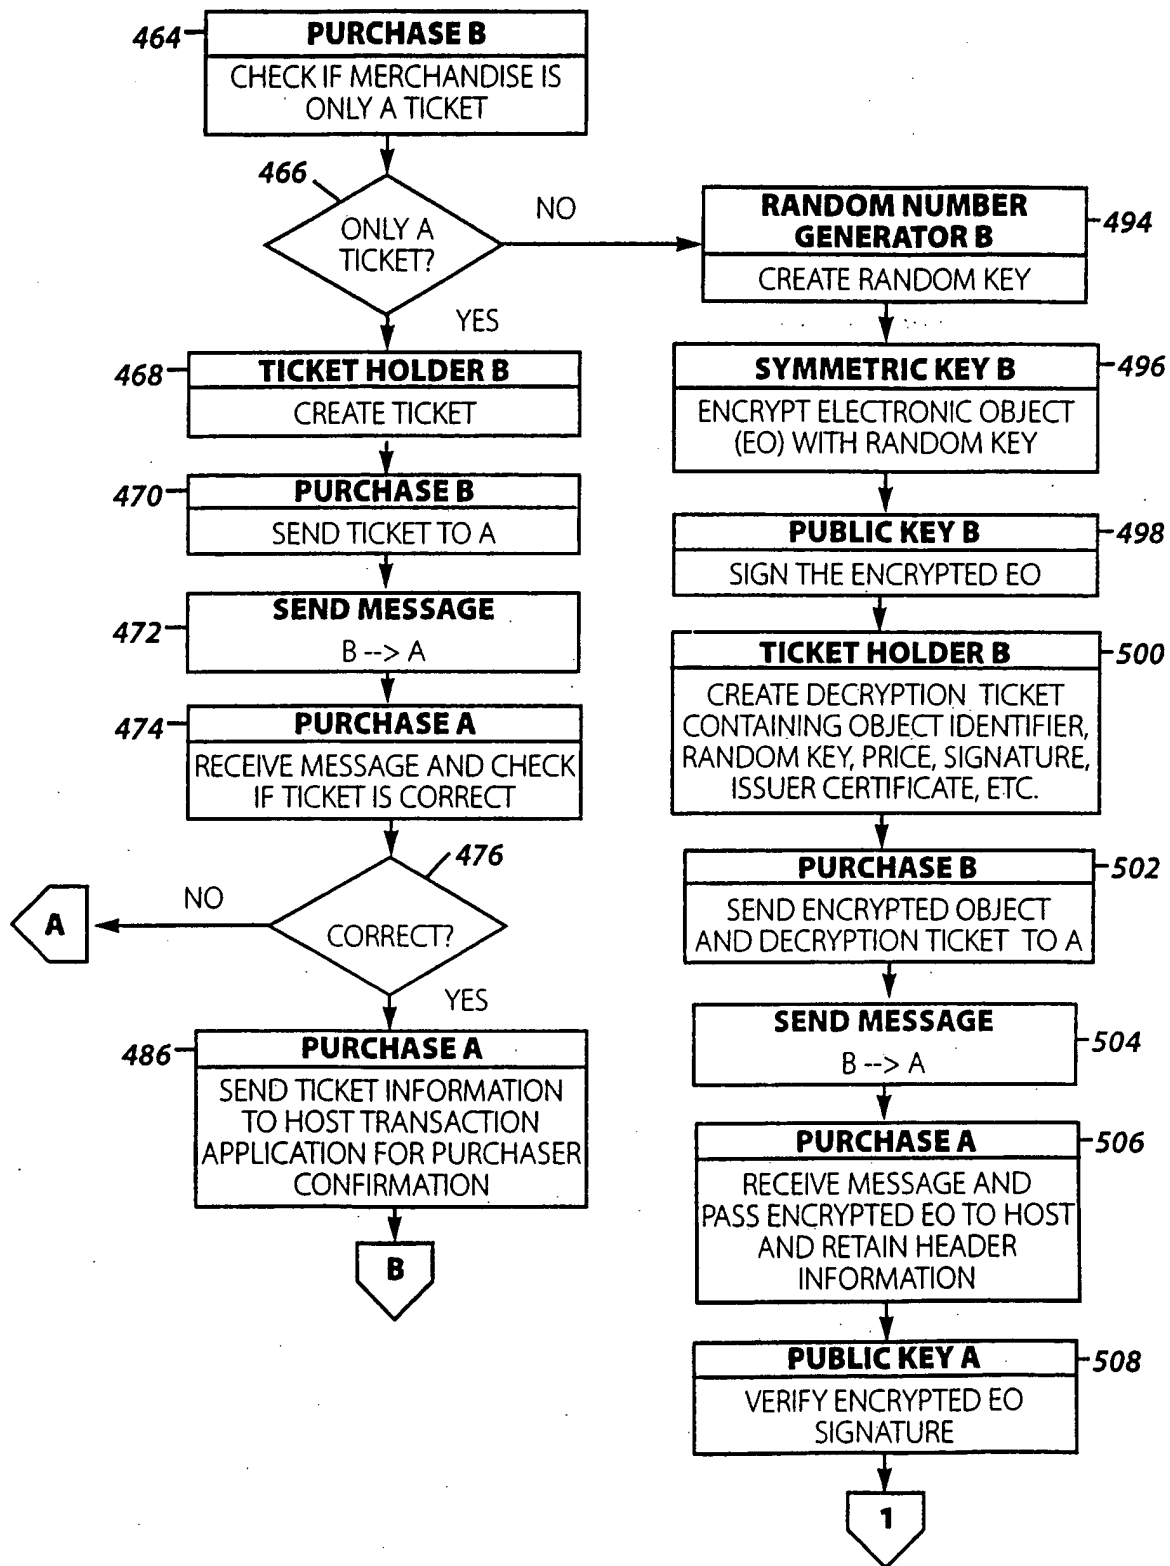 464
PURCHASE B
CHECK IF MERCHANDISE IS
ONLY A TICKET
466
ONLY A
TICKET?
NO
YES
468
TICKET HOLDER B
CREATE TICKET
470
PURCHASE B
SEND TICKET TO A
472
SEND MESSAGE
B --> A
474
PURCHASE A
RECEIVE MESSAGE AND CHECK
IF TICKET IS CORRECT
476
CORRECT?
NO
A
YES
486
PURCHASE A
SEND TICKET INFORMATION
TO HOST TRANSACTION
APPLICATION FOR PURCHASER
CONFIRMATION
B
RANDOM NUMBER
GENERATOR B
494
CREATE RANDOM KEY
SYMMETRIC KEY B
496
ENCRYPT ELECTRONIC OBJECT
(EO) WITH RANDOM KEY
PUBLIC KEY B
498
SIGN THE ENCRYPTED EO
TICKET HOLDER B
500
CREATE DECRYPTION TICKET
CONTAINING OBJECT IDENTIFIER,
RANDOM KEY, PRICE, SIGNATURE,
ISSUER CERTIFICATE, ETC.
PURCHASE B
502
SEND ENCRYPTED OBJECT
AND DECRYPTION TICKET TO A
SEND MESSAGE
504
B --> A
PURCHASE A
506
RECEIVE MESSAGE AND
PASS ENCRYPTED EO TO HOST
AND RETAIN HEADER
INFORMATION
PUBLIC KEY A
508
VERIFY ENCRYPTED EO
SIGNATURE
1